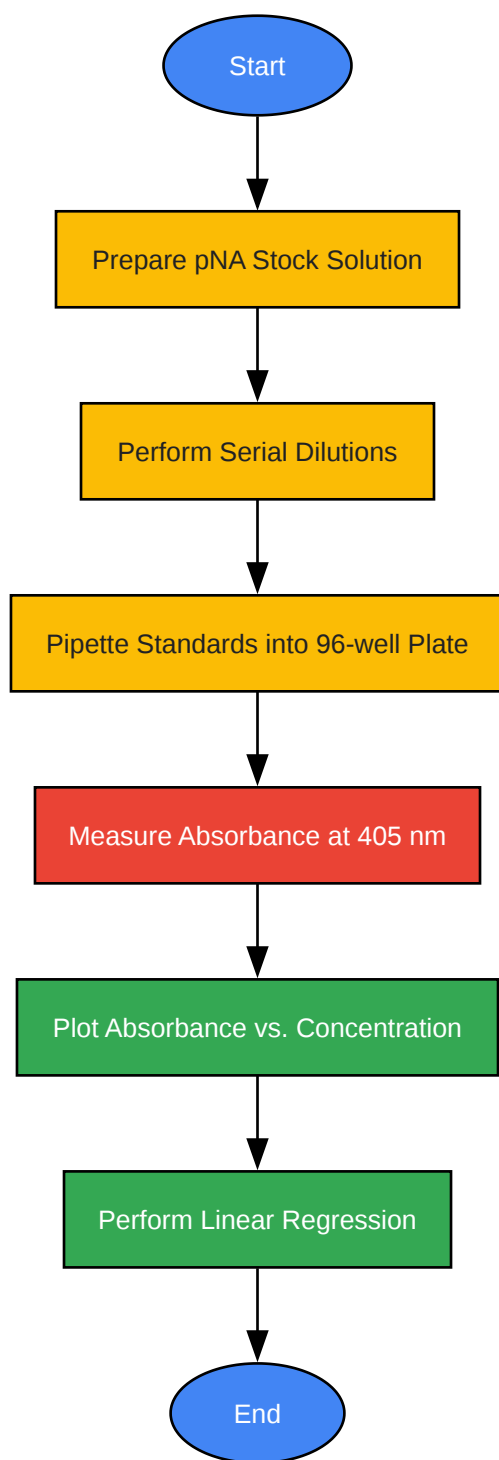 Start
Prepare pNA Stock Solution
Perform Serial Dilutions
Pipette Standards into 96-well Plate
Measure Absorbance at 405 nm
Plot Absorbance vs. Concentration
Perform Linear Regression
End